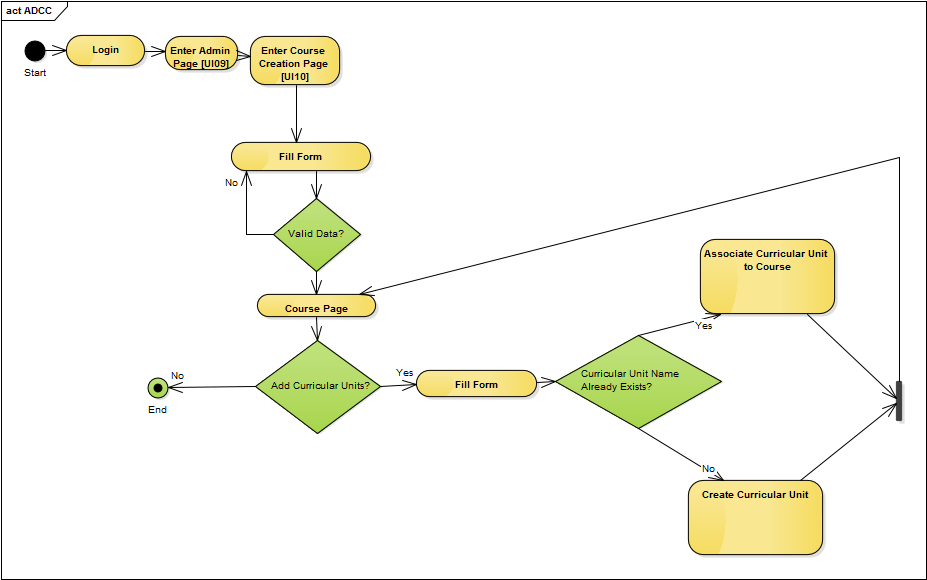 act ADCC
Login
Enter Admin
Page [UI09]
Enter Course
Creation Page
[UI10]
Start
Fill Form
No
Valid Data?
Associate Curricular Unit
to Course
Course Page
Yes
No
Yes
Add Curricular Units?
Fill Form
Curricular Unit Name
Already Exists?
End
No
Create Curricular Unit